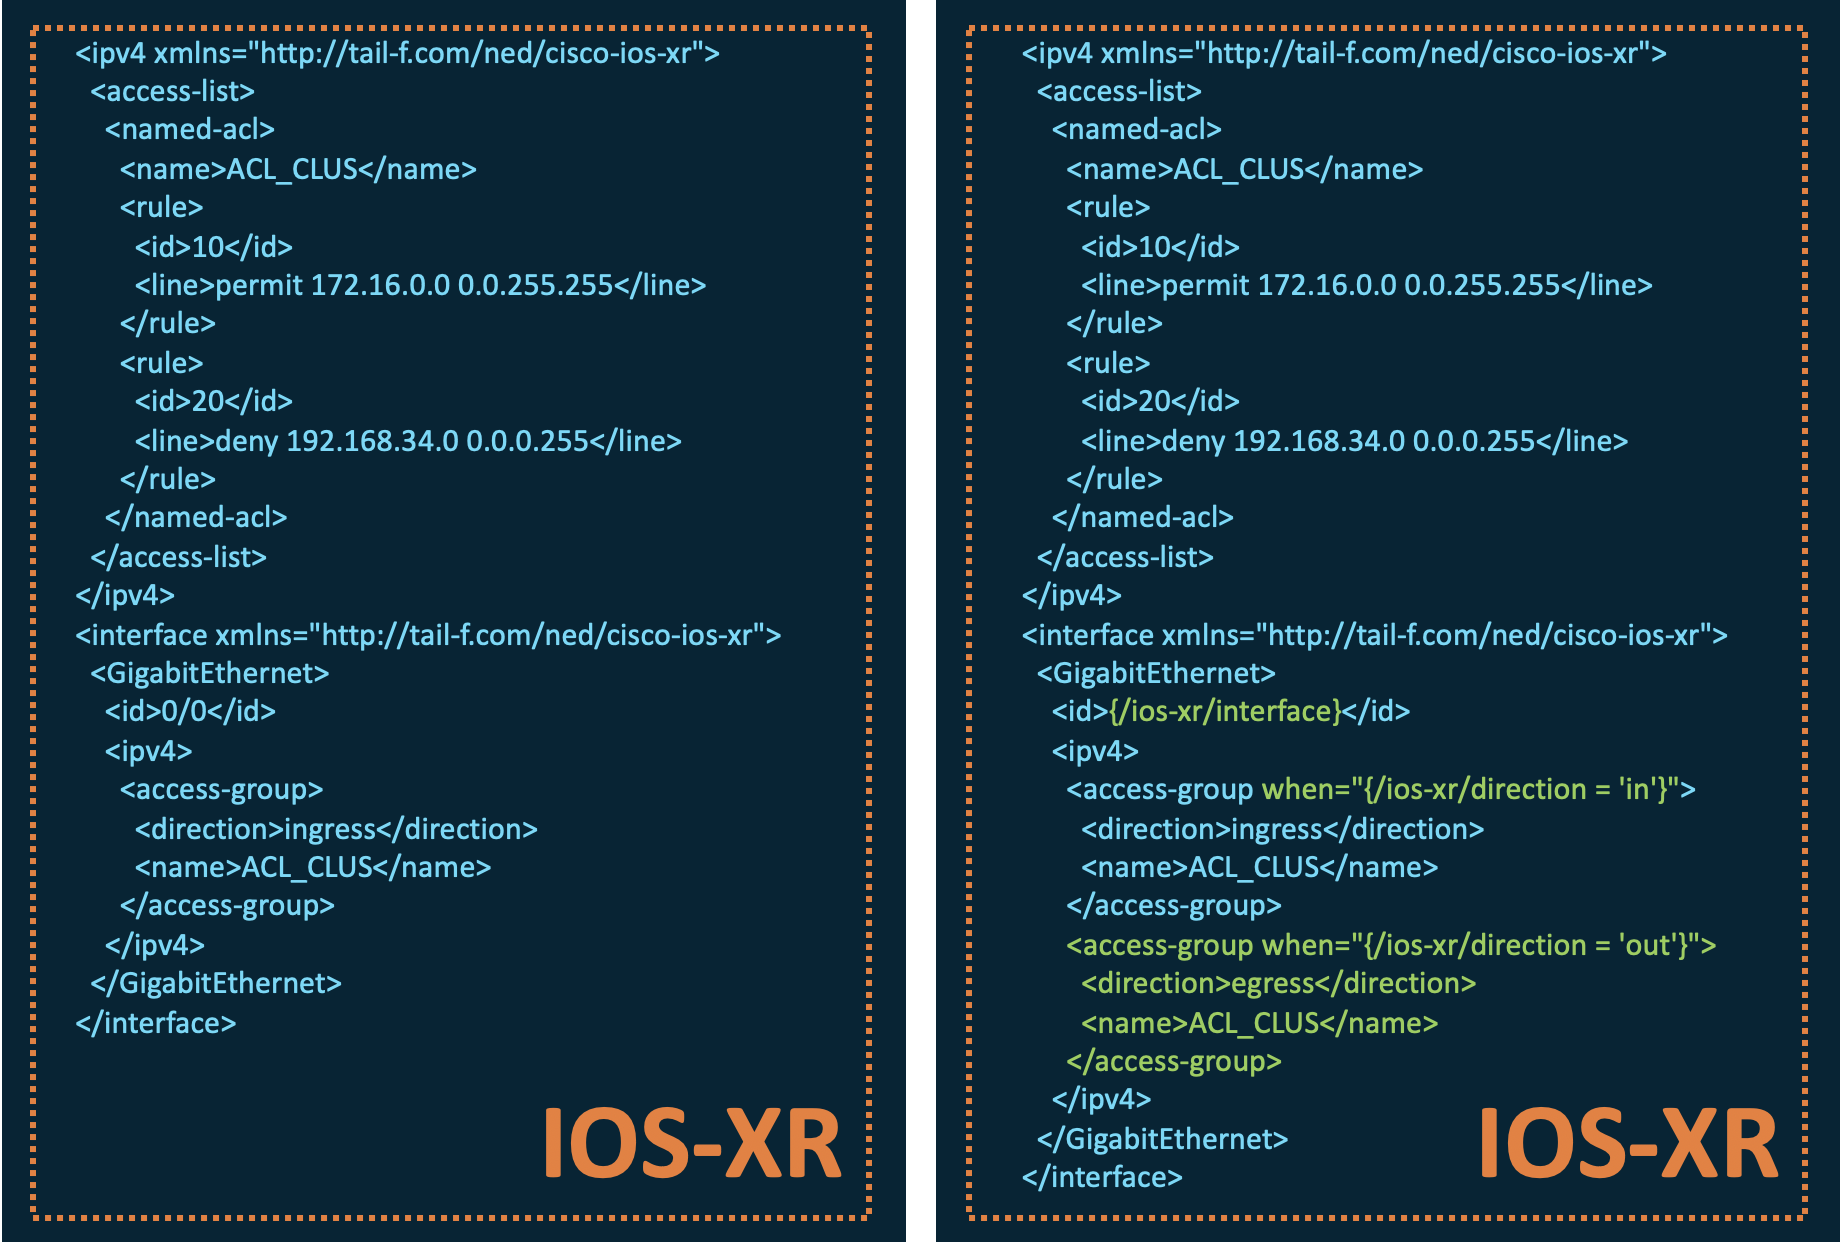 <ipv4 xmlns="http://tail-f.com/ned/cisco-ios-xr">
<access-list>
<named-acl>
<name>ACL_CLUS</name>
<rule>
<id>10</id>
<line>permit 172.16.0.0 0.0.255.255</line>
</rule>
<rule>
<id>20</id>
<line>deny 192.168.34.0 0.0.0.255</line>
</rule>
</named-acl>
</access-list>
</ipv4>
<interface xmlns="http://tail-f.com/ned/cisco-ios-xr">
<GigabitEthernet>
<id>0/0</id>
<ipv4>
<access-group>
<direction>ingress</direction>
<name>ACL_CLUS</name>
</access-group>
</ipv4>
</GigabitEthernet>
</interface>
IOS-XR
<ipv4 xmlns="http://tail-f.com/ned/cisco-ios-xr">
<access-list>
<named-acl>
<name>ACL_CLUS</name>
<rule>
<id>10</id>
<line>permit 172.16.0.0 0.0.255.255</line>
</rule>
<rule>
<id>20</id>
<line>deny 192.168.34.0 0.0.0.255</line>
</rule>
</named-acl>
</access-list>
</ipv4>
<interface xmlns="http://tail-f.com/ned/cisco-ios-xr">
<GigabitEthernet>
<id>{/ios-xr/interface}</id>
<ipv4>
<access-group when="{/ios-xr/direction = 'in'}">
<direction>ingress</direction>
<name>ACL_CLUS</name>
</access-group>
<access-group when="{/ios-xr/direction = 'out'}">
<direction>egress</direction>
<name>ACL_CLUS</name>
</access-group>
</ipv4>
</GigabitEthernet>
</interface>
IOS-XR